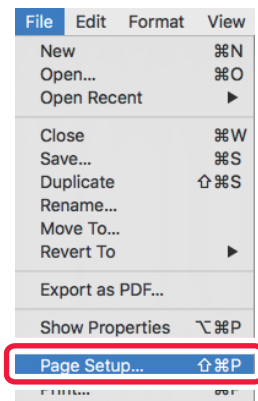 File Edit Format View
New ⌘N
Open... ⌘O
Open Recent ▶
Close ⌘W
Save... ⌘S
Duplicate ⇧⌘S
Rename...
Move To...
Revert To ▶
Export as PDF...
Show Properties ⌥⌘P
Page Setup... ⇧⌘P
Print... ⌘P